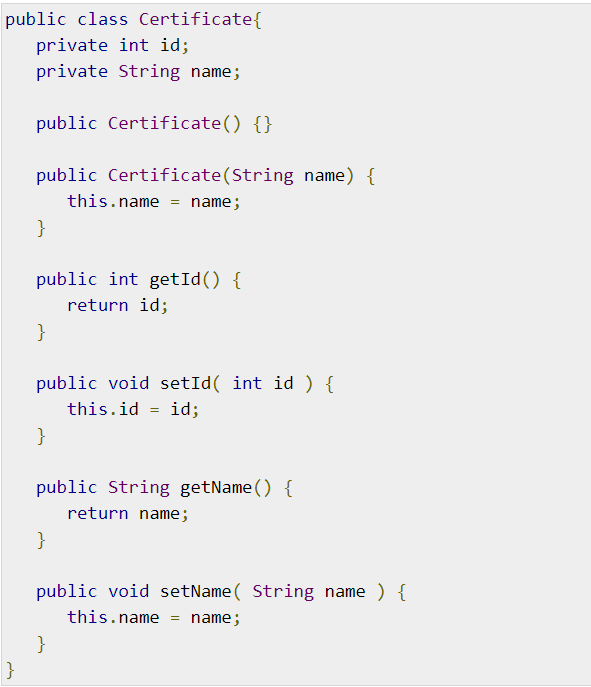 public class Certificate{
   private int id;
   private String name;

   public Certificate() {}

   public Certificate(String name) {
      this.name = name;
   }

   public int getId() {
      return id;
   }

   public void setId( int id ) {
      this.id = id;
   }

   public String getName() {
      return name;
   }

   public void setName( String name ) {
      this.name = name;
   }
}